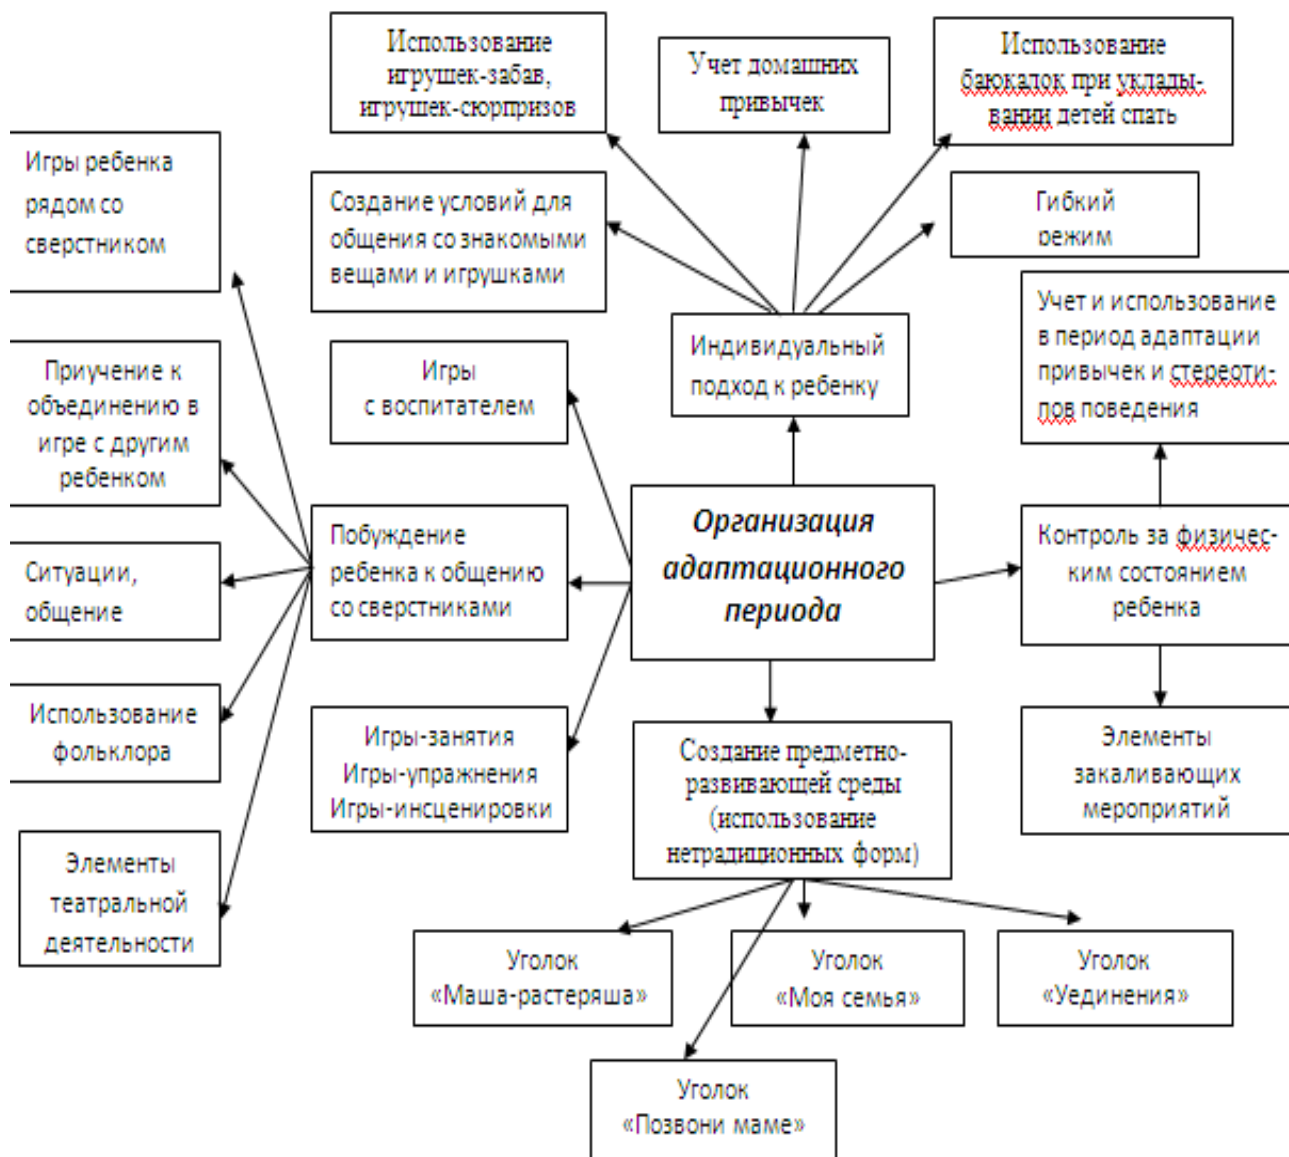 Использование
игрушек-забав,
игрушек-сюрпризов
Учет домашних
привычек
Использование
баюкалок при уклады-
вании детей спать
Игры ребенка
рядом со
сверстником
Создание условий для
общения со знакомыми
вещами и игрушками
Гибкий
режим
Индивидуальный
подход к ребенку
Учет и использование
в период адаптации
привычек и стереоти-
пов поведения
Приучение к
объединению в
игре с другим
ребенком
Игры
с воспитателем
Организация
адаптационного
периода
Побуждение
ребенка к общению
со сверстниками
Контроль за физичес-
ким состоянием
ребенка
Ситуации,
общение
Использование
фольклора
Игры-занятия
Игры-упражнения
Игры-инсценировки
Создание предметно-
развивающей среды
(использование
нетрадиционных форм)
Элементы
закаливающих
мероприятий
Элементы
театральной
деятельности
Уголок
«Маша-растеряша»
Уголок
«Моя семья»
Уголок
«Уединения»
Уголок
«Позвони маме»